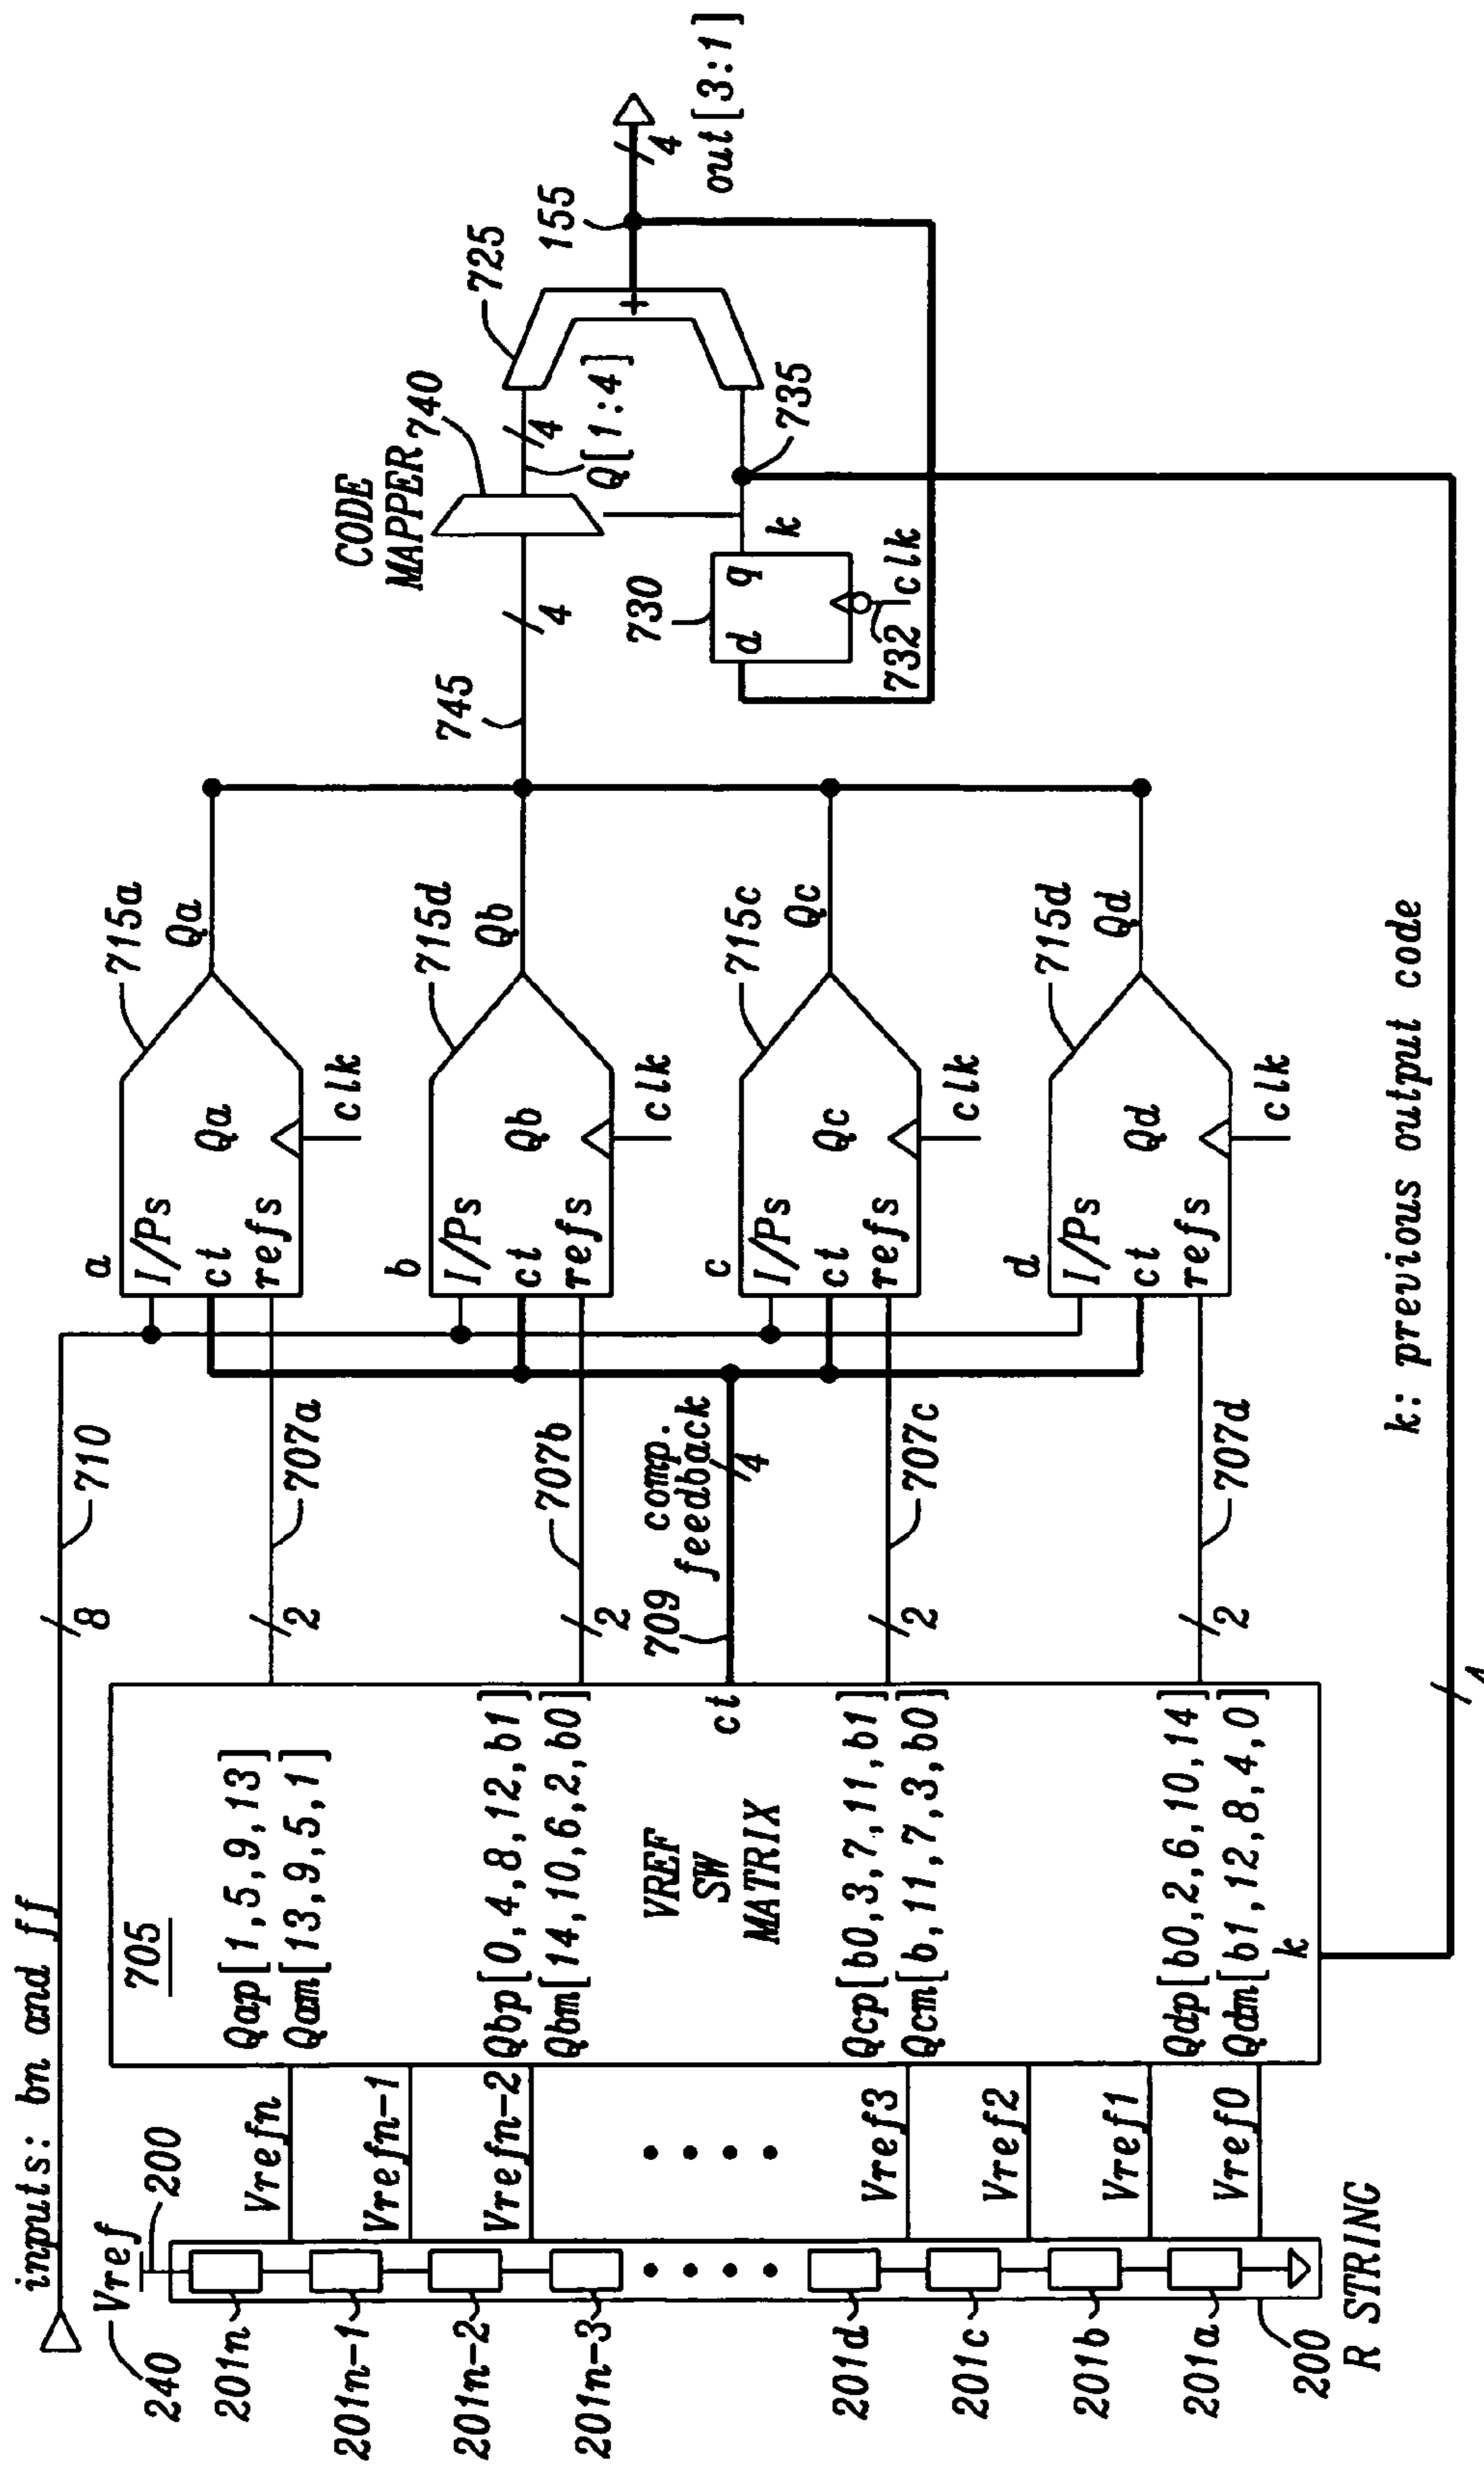 inputs: bn and ff
8
710
240
Vref
200
201n
201n-1
201n-2
201n-3
201d
201c
201b
201a
200
R STRING
Vrefn
Vrefn-1
Vrefn-2
Vref3
Vref2
Vref1
Vref0
705
Qap[1,5,9,13]
Qam[13,9,5,1]
Qbp[0,4,8,12,b1]
Qbm[14,10,6,2,b0]
VREF
SW
MATRIX
ct
Qcp[b0,3,7,11,b1]
Qcm[b,11,7,3,b0]
Qdp[b0,2,6,10,14]
Qdm[b1,12,8,4,0]
k
2
707a
2
707b
709
comp.
feedback
4
2
707c
2
707d
a
I/Ps
ct
refs
Qa
clk
715a
Qa
b
I/Ps
ct
refs
Qb
clk
715d
Qb
c
I/Ps
ct
refs
Qc
clk
715c
Qc
d
I/Ps
ct
refs
Qd
clk
715d
Qd
745
4
CODE
MAPPER
740
4
Q[1:4]
730
d
q
k
732
clk
735
725
+
155
4
out[3:1]
k: previous output code
4